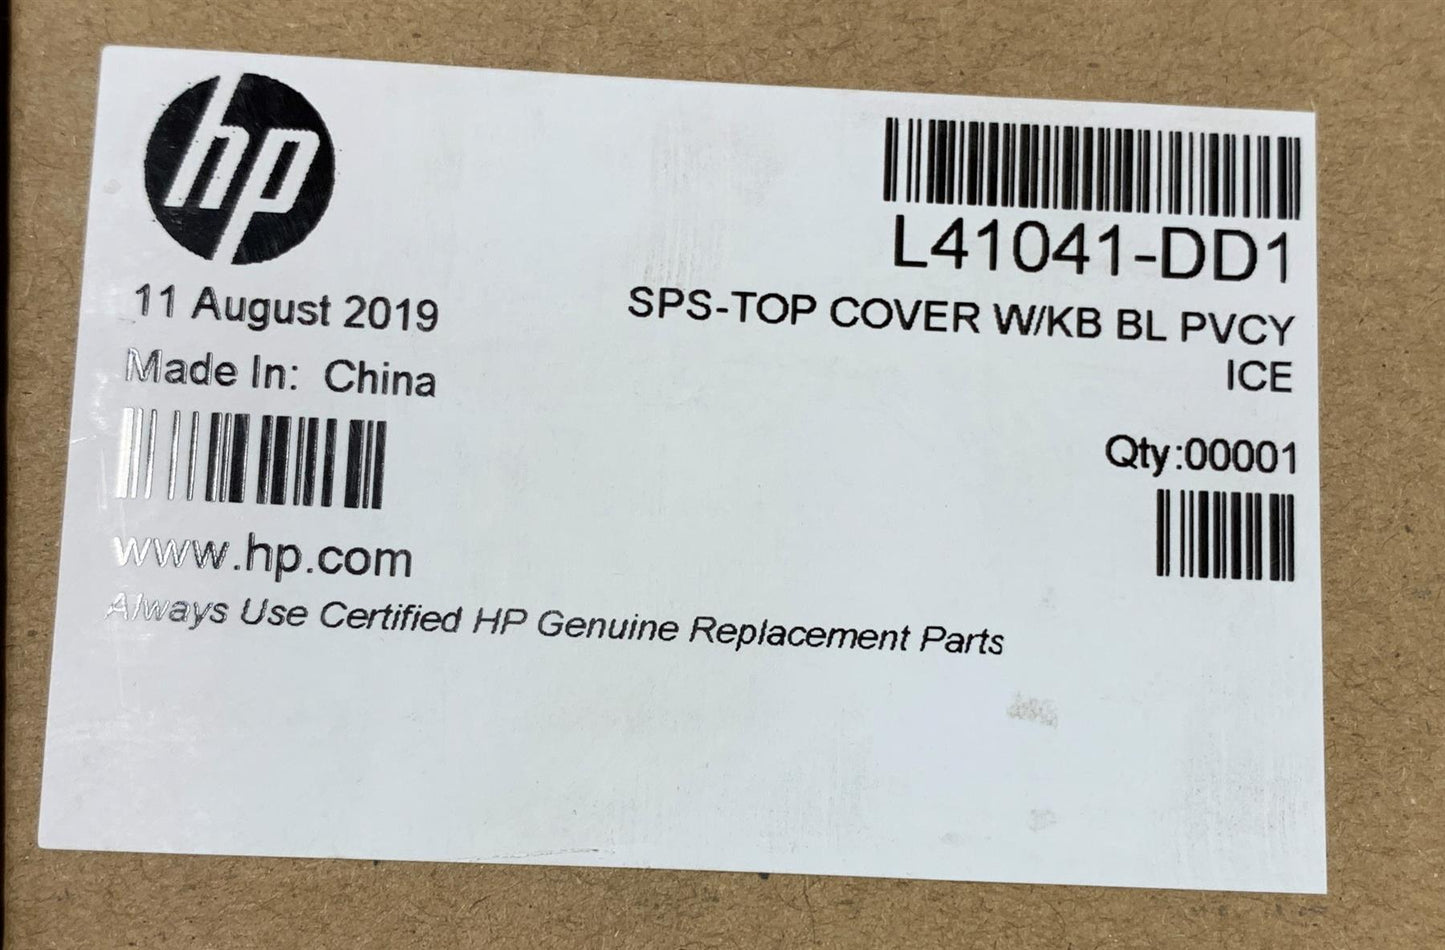 hp
L41041-DD1
11 August 2019
SPS-TOP COVER W/KB BL PVCY
ICE
Made In: China
Qty:00001
www.hp.com
Always Use Certified HP Genuine Replacement Parts